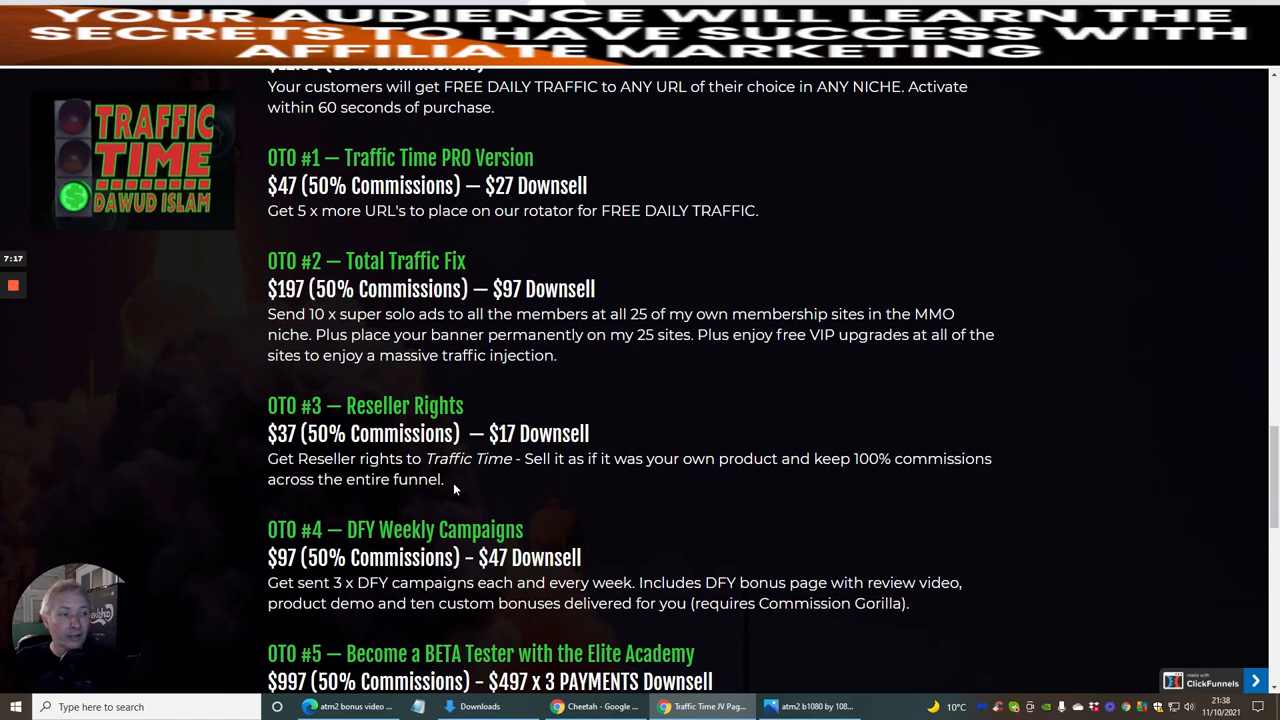 YOUR AUDIENCE WILL LEARN THE
SECRETS TO HAVE SUCCESS WITH
AFFILIATE MARKETING
Your customers will get FREE DAILY TRAFFIC to ANY URL of their choice in ANY NICHE. Activate
within 60 seconds of purchase.
TRAFFIC
TIME
DAWUD ISLAM
OTO #1 — Traffic Time PRO Version
$47 (50% Commissions) — $27 Downsell
Get 5 x more URL's to place on our rotator for FREE DAILY TRAFFIC.
7:17
OTO #2 — Total Traffic Fix
$197 (50% Commissions) — $97 Downsell
Send 10 x super solo ads to all the members at all 25 of my own membership sites in the MMO
niche. Plus place your banner permanently on my 25 sites. Plus enjoy free VIP upgrades at all of the
sites to enjoy a massive traffic injection.
OTO #3 — Reseller Rights
$37 (50% Commissions) — $17 Downsell
Get Reseller rights to Traffic Time - Sell it as if it was your own product and keep 100% commissions
across the entire funnel.
OTO #4 — DFY Weekly Campaigns
$97 (50% Commissions) - $47 Downsell
Get sent 3 x DFY campaigns each and every week. Includes DFY bonus page with review video,
product demo and ten custom bonuses delivered for you (requires Commission Gorilla).
OTO #5 — Become a BETA Tester with the Elite Academy
$997 (50% Commissions) - $497 x 3 PAYMENTS Downsell
made with
ClickFunnels
Type here to search
atm2 bonus video ...
Downloads
Cheetah - Google ...
Traffic Time JV Pag...
atm2 b1080 by 108...
10°C
21:38
11/10/2021